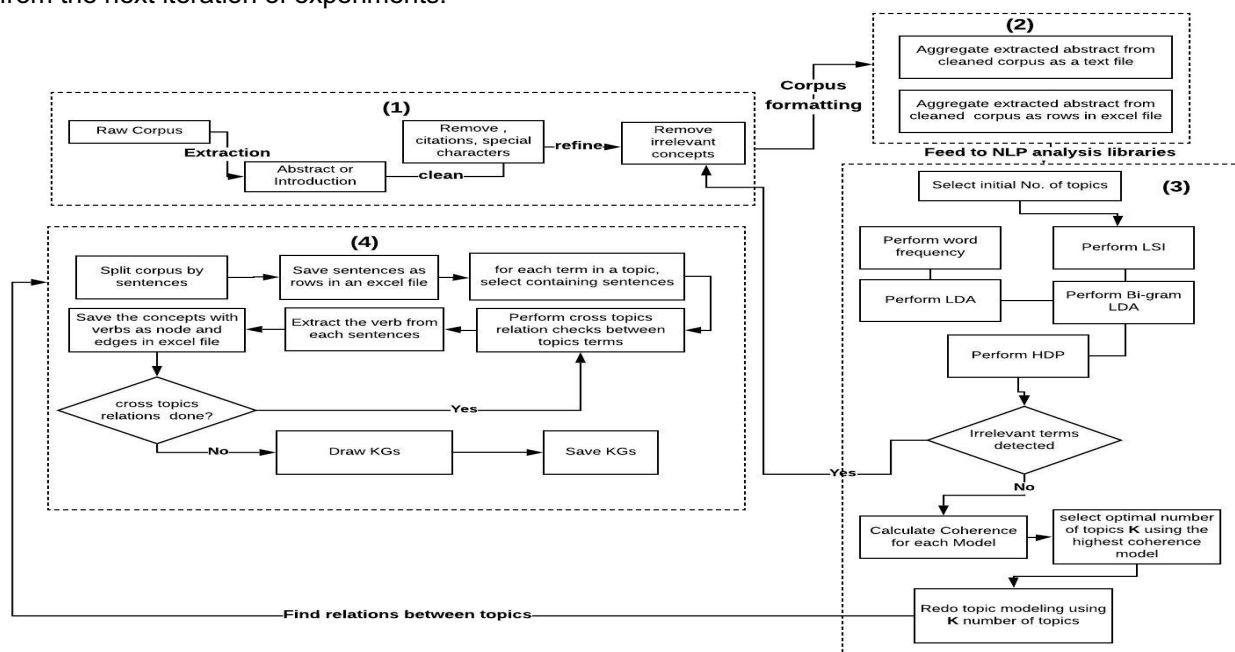 from the next iteration of experiments.
(1)
Raw Corpus
Extraction
Abstract or
Introduction
clean
Remove ,
citations, special
characters
refine
Remove
irrelevant
concepts
Corpus
formatting
(2)
Aggregate extracted abstract from
cleaned corpus as a text file
Aggregate extracted abstract from
cleaned corpus as rows in excel file
Feed to NLP analysis libraries
(3)
Select initial No. of topics
Perform LSI
Perform word
frequency
Perform LDA
Perform Bi-gram
LDA
Perform HDP
Irrelevant terms
detected
Yes
No
Calculate Coherence
for each Model
select optimal number
of topics K using the
highest coherence
model
Redo topic modeling using
K number of topics
Find relations between topics
(4)
Split corpus by
sentences
Save sentences as
rows in an excel file
for each term in a topic,
select containing sentences
Perform cross topics
relation checks between
topics terms
Extract the verb from
each sentences
Save the concepts with
verbs as node and
edges in excel file
cross topics
relations done?
Yes
No
Draw KGs
Save KGs